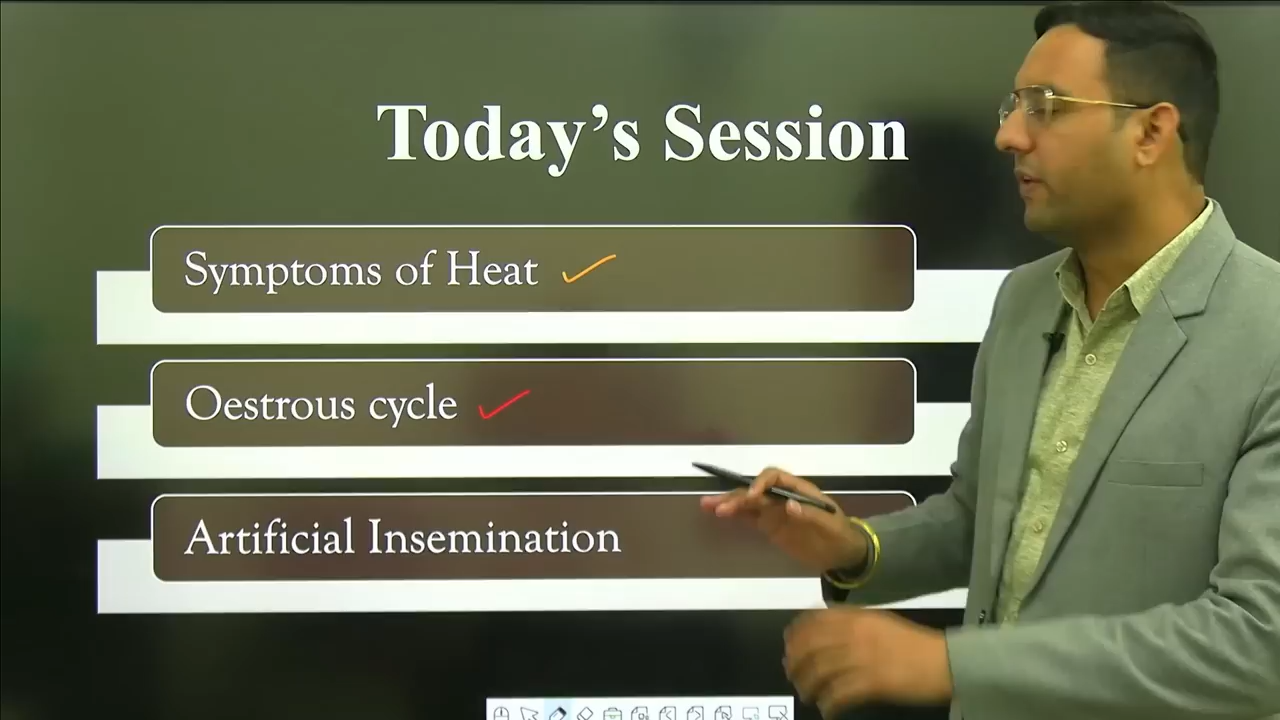 Today’s Session
Symptoms of Heat
Oestrous cycle
Artificial Insemination